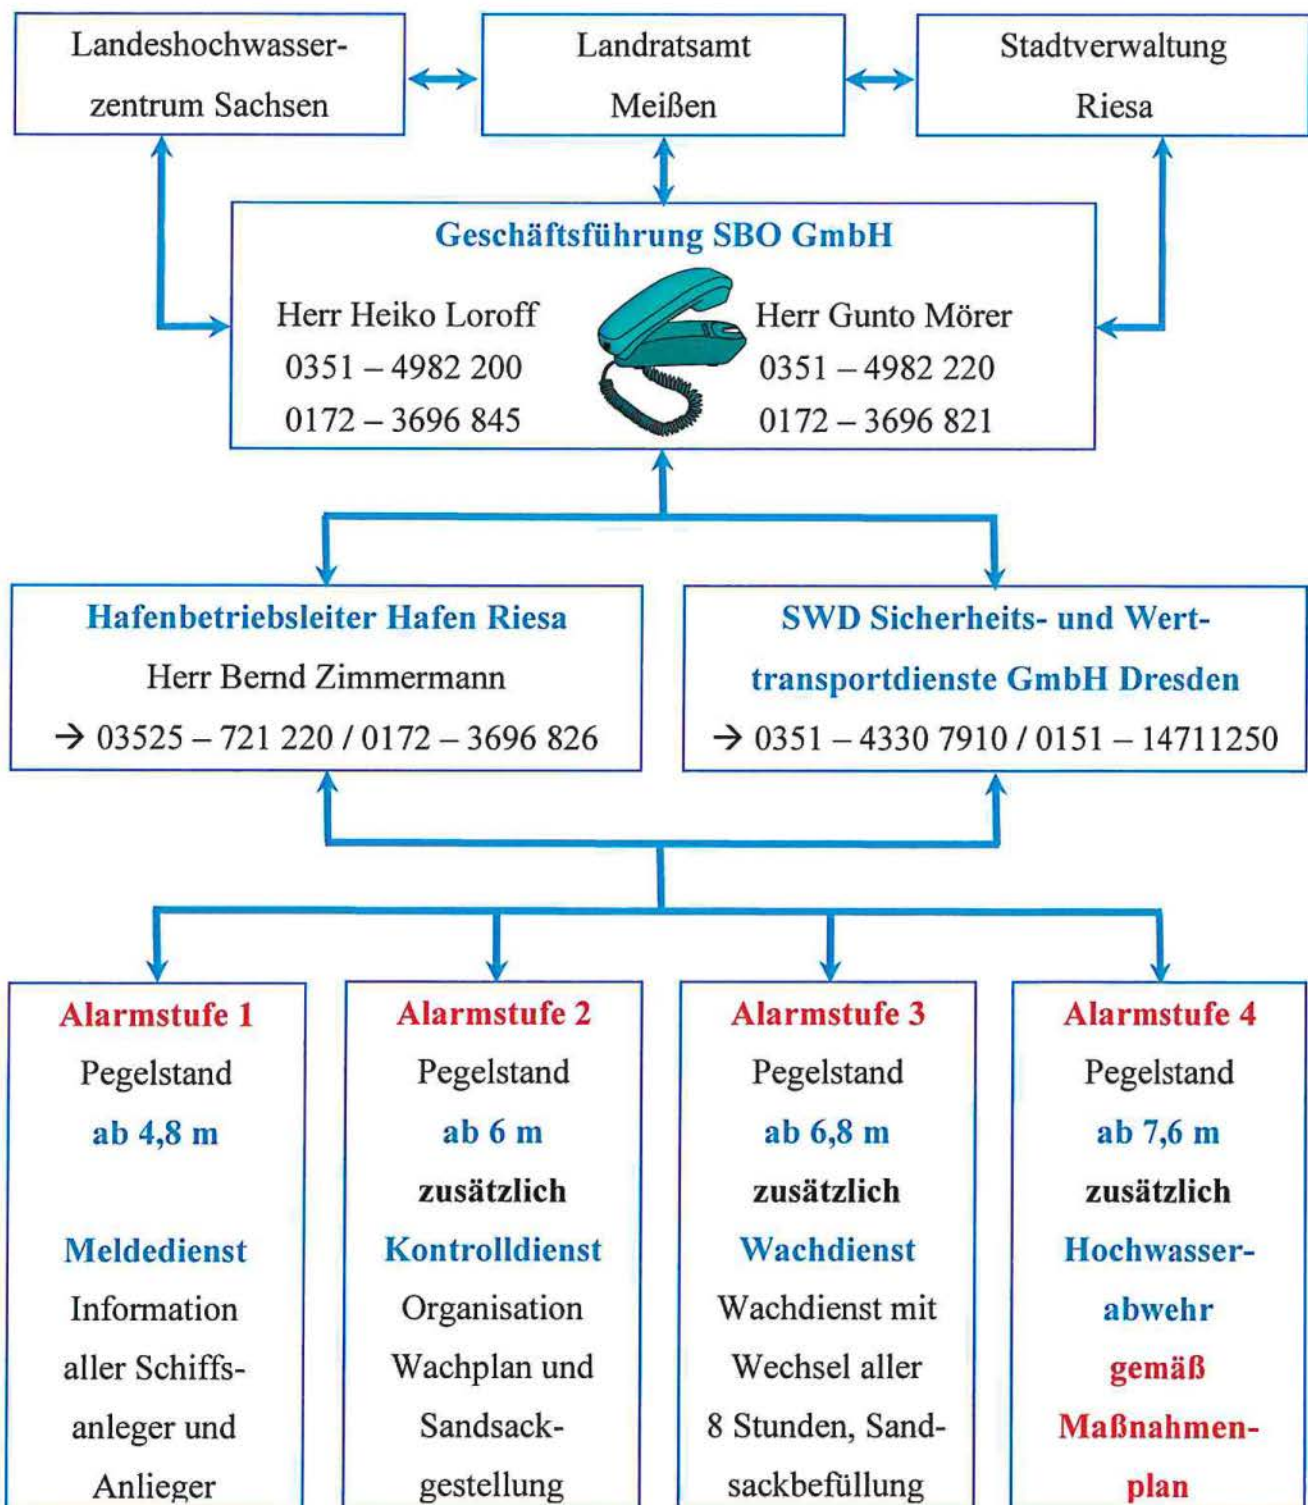 Landeshochwasser-
zentrum Sachsen
Landratsamt
Meißen
Stadtverwaltung
Riesa
Geschäftsführung SBO GmbH
Herr Heiko Loroff
0351 – 4982 200
0172 – 3696 845
Herr Gunto Mörer
0351 – 4982 220
0172 – 3696 821
Hafenbetriebsleiter Hafen Riesa
Herr Bernd Zimmermann
→ 03525 – 721 220 / 0172 – 3696 826
SWD Sicherheits- und Wert-
transportdienste GmbH Dresden
→ 0351 – 4330 7910 / 0151 – 14711250
Alarmstufe 1
Pegelstand
ab 4,8 m
Meldedienst
Information
aller Schiffs-
anleger und
Anlieger
Alarmstufe 2
Pegelstand
ab 6 m
zusätzlich
Kontrolldienst
Organisation
Wachplan und
Sandsack-
gestellung
Alarmstufe 3
Pegelstand
ab 6,8 m
zusätzlich
Wachdienst
Wachdienst mit
Wechsel aller
8 Stunden, Sand-
sackbefüllung
Alarmstufe 4
Pegelstand
ab 7,6 m
zusätzlich
Hochwasser-
abwehr
gemäß
Maßnahmen-
plan